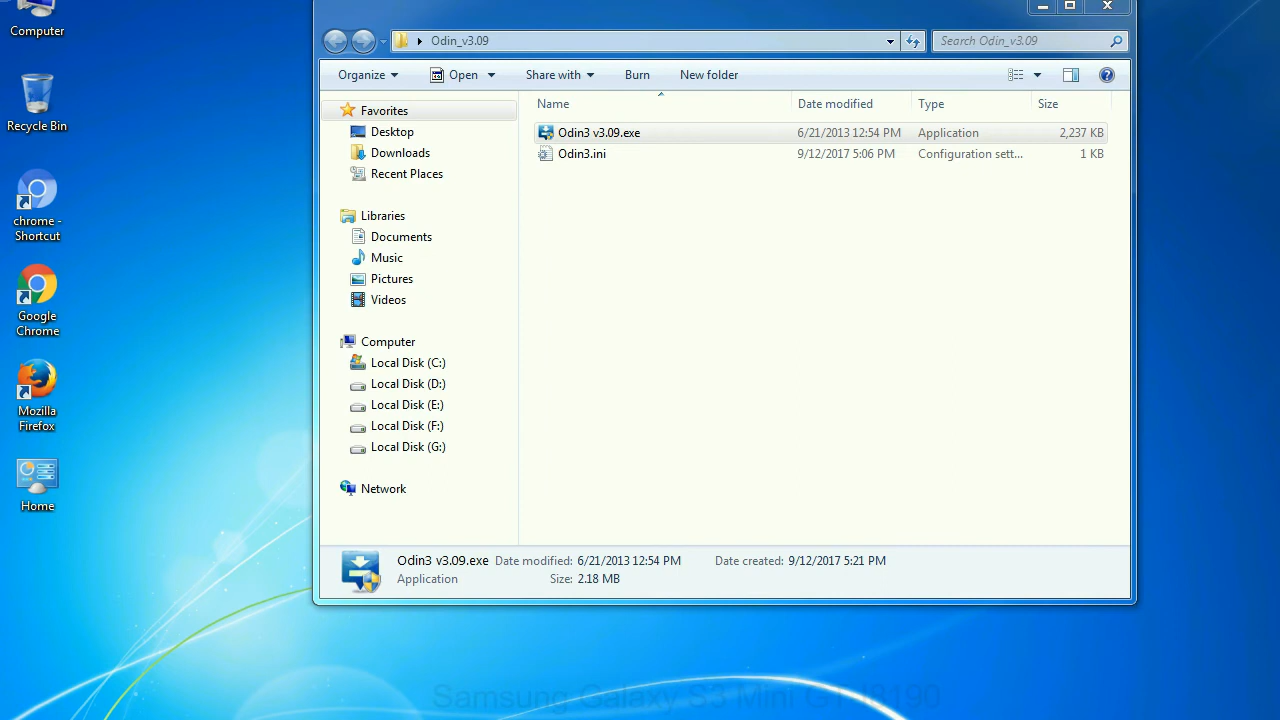 Computer
Recycle Bin
chrome -
Shortcut
Google
Chrome
Mozilla
Firefox
Home
Odin_v3.09
Search Odin_v3.09
Organize
Open
Share with
Burn
New folder
Favorites
Desktop
Downloads
Recent Places
Libraries
Documents
Music
Pictures
Videos
Computer
Local Disk (C:)
Local Disk (D:)
Local Disk (E:)
Local Disk (F:)
Local Disk (G:)
Network
Name Date modified Type Size
Odin3 v3.09.exe 6/21/2013 12:54 PM Application 2,237 KB
Odin3.ini 9/12/2017 5:06 PM Configuration sett... 1 KB
Odin3 v3.09.exe Date modified: 6/21/2013 12:54 PM Date created: 9/12/2017 5:21 PM
Application Size: 2.18 MB
Samsung Galaxy S3 Mini GT-I8190